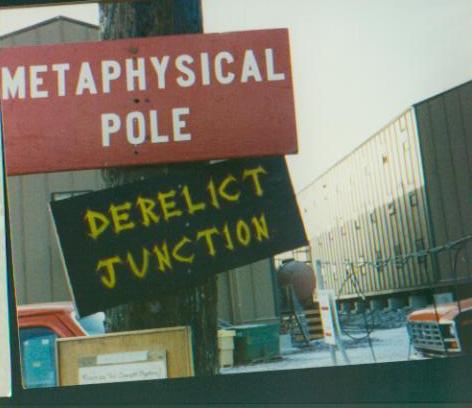 METAPHYSICAL
POLE
DERELICT
JUNCTION